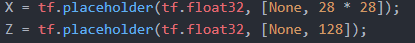 X = tf.placeholder(tf.float32, [None, 28 * 28]);
Z = tf.placeholder(tf.float32, [None, 128]);